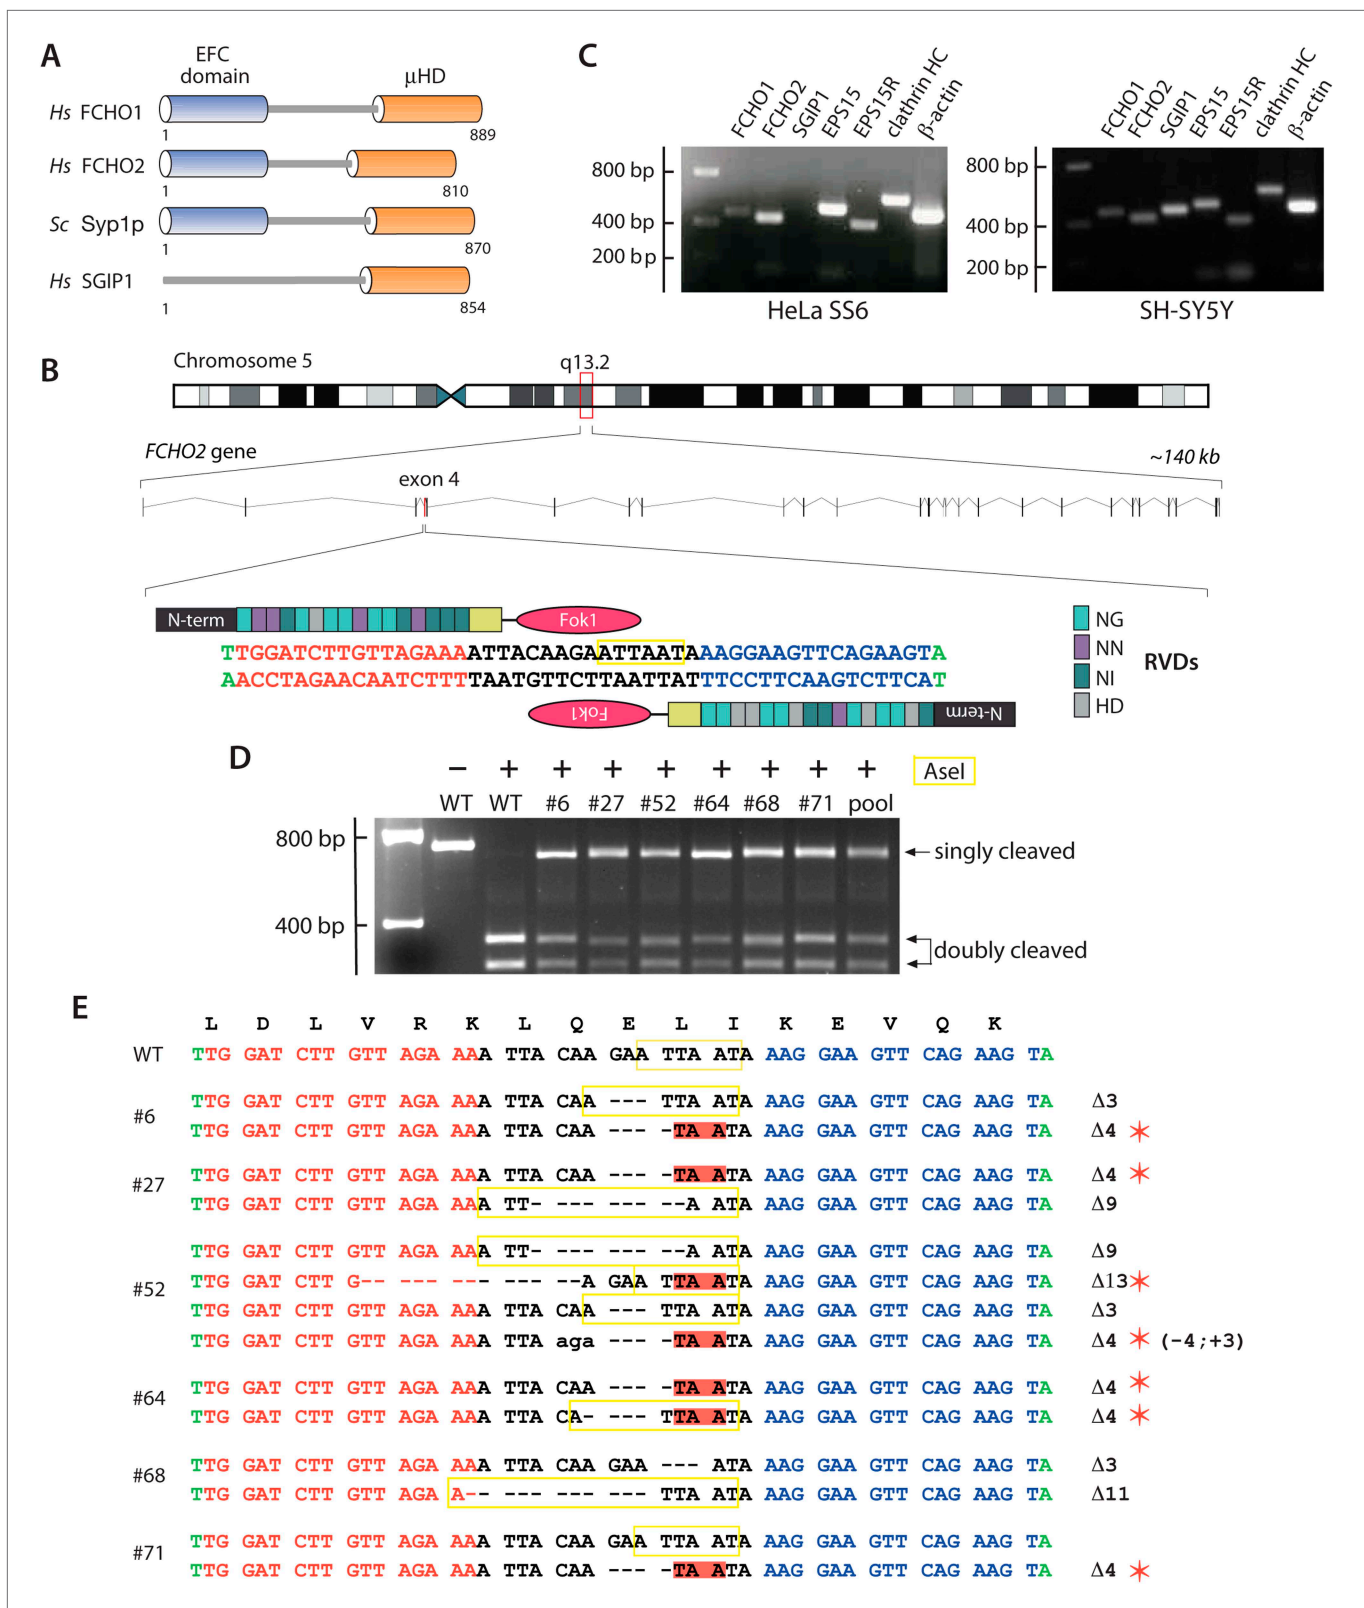 A
EFC
domain
μHD
Hs FCHO1
1
889
Hs FCHO2
1
810
Sc Syp1p
1
870
Hs SGIP1
1
854
C
FCHO1
FCHO2
SGIP1
EPS15
EPS15R
clathrin HC
β-actin
800 bp
400 bp
200 bp
HeLa SS6
FCHO1
FCHO2
SGIP1
EPS15
EPS15R
clathrin HC
β-actin
800 bp
400 bp
200 bp
SH-SY5Y
B
Chromosome 5
q13.2
FCHO2 gene
~140 kb
exon 4
N-term
Fok1
TTGGATCTTGTTAGAAAATTACAAGAATTAATAAAGGAAGTTCAGAAGTA
AACCTAGAACAATCTTTTAATGTTCTTAATTATTTCCTTCAAGTCTTCAT
Fok1
N-term
NG
NN
NI
HD
RVDs
D
− + + + + + + + +
AseI
WT WT #6 #27 #52 #64 #68 #71 pool
800 bp
400 bp
singly cleaved
doubly cleaved
E
L D L V R K L Q E L I K E V Q K
WT TTG GAT CTT GTT AGA AAA TTA CAA GAA TTA ATA AAG GAA GTT CAG AAG TA
#6
TTG GAT CTT GTT AGA AAA TTA CAA --- TTA ATA AAG GAA GTT CAG AAG TA Δ3
TTG GAT CTT GTT AGA AAA TTA CAA --- -TA ATA AAG GAA GTT CAG AAG TA Δ4
#27
TTG GAT CTT GTT AGA AAA TTA CAA --- -TA ATA AAG GAA GTT CAG AAG TA Δ4
TTG GAT CTT GTT AGA AAA TT- --- --- --A ATA AAG GAA GTT CAG AAG TA Δ9
#52
TTG GAT CTT GTT AGA AAA TT- --- --- --A ATA AAG GAA GTT CAG AAG TA Δ9
TTG GAT CTT G-- --- --- --- --A GAA TTA ATA AAG GAA GTT CAG AAG TA Δ13
TTG GAT CTT GTT AGA AAA TTA CAA --- TTA ATA AAG GAA GTT CAG AAG TA Δ3
TTG GAT CTT GTT AGA AAA TTA aga --- -TA ATA AAG GAA GTT CAG AAG TA Δ4 (-4;+3)
#64
TTG GAT CTT GTT AGA AAA TTA CAA --- -TA ATA AAG GAA GTT CAG AAG TA Δ4
TTG GAT CTT GTT AGA AAA TTA CA- --- TTA ATA AAG GAA GTT CAG AAG TA Δ4
#68
TTG GAT CTT GTT AGA AAA TTA CAA GAA --- ATA AAG GAA GTT CAG AAG TA Δ3
TTG GAT CTT GTT AGA A-- --- --- --- TTA ATA AAG GAA GTT CAG AAG TA Δ11
#71
TTG GAT CTT GTT AGA AAA TTA CAA GAA TTA ATA AAG GAA GTT CAG AAG TA
TTG GAT CTT GTT AGA AAA TTA CAA --- -TA ATA AAG GAA GTT CAG AAG TA Δ4